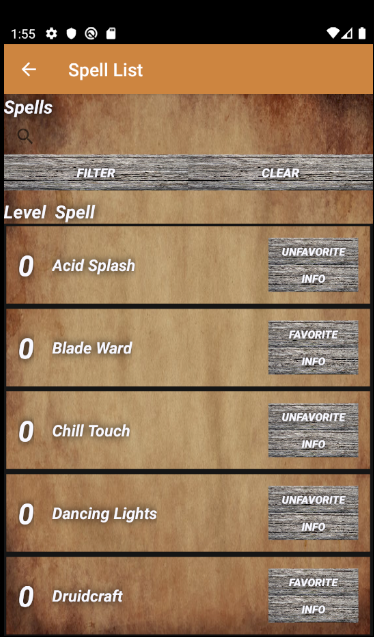 1:55
Spell List
Spells
FILTER CLEAR
Level Spell
0 Acid Splash UNFAVORITE
INFO
0 Blade Ward FAVORITE
INFO
0 Chill Touch UNFAVORITE
INFO
0 Dancing Lights UNFAVORITE
INFO
0 Druidcraft FAVORITE
INFO